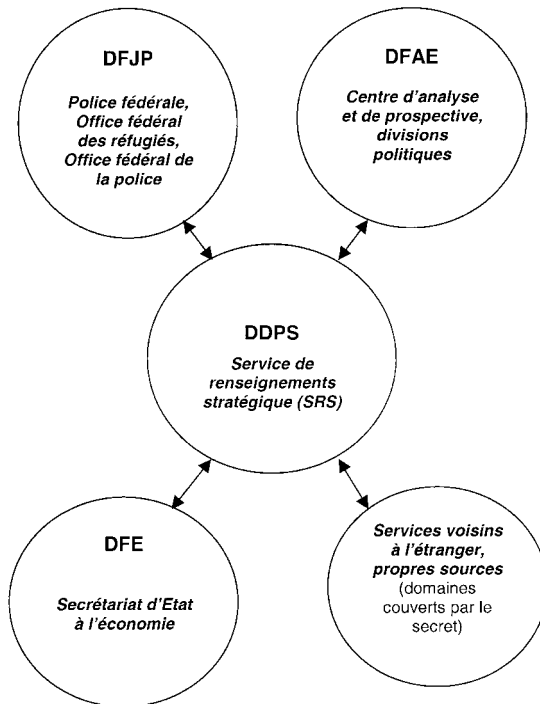 DFJP
Police fédérale,
Office fédéral
des réfugiés,
Office fédéral de
la police
DFAE
Centre d'analyse
et de prospective,
divisions
politiques
DDPS
Service de
renseignements
stratégique (SRS)
DFE
Secrétariat d'Etat
à l'économie
Services voisins
à l'étranger,
propres sources
(domaines
couverts par le
secret)